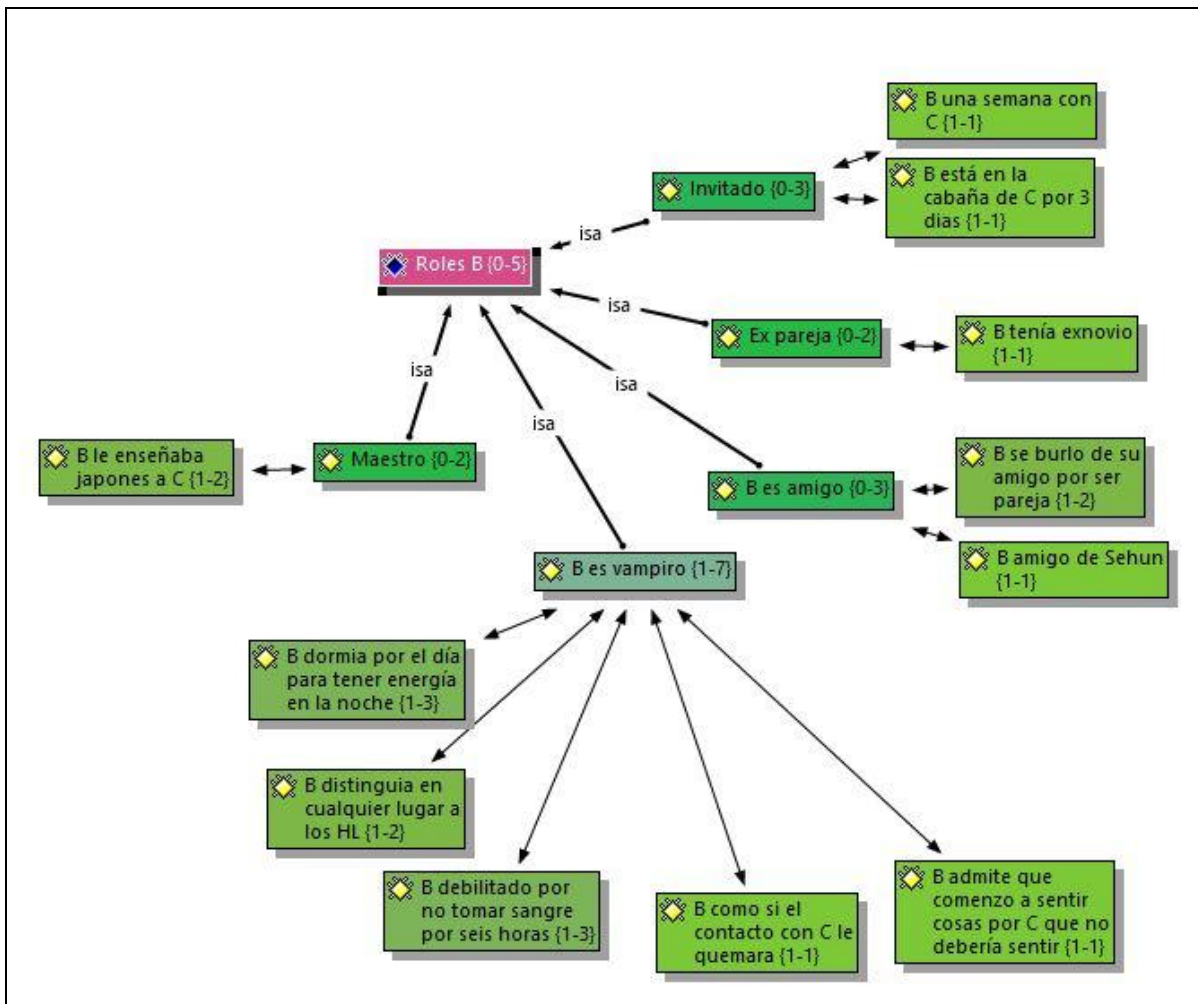 B una semana con
C {1-1}
Invitado {0-3}
B está en la
cabaña de C por 3
dias {1-1}
isa
Roles B {0-5}
isa
Ex pareja {0-2}
B tenía exnovio
{1-1}
isa
isa
isa
B le enseñaba
japones a C {1-2}
Maestro {0-2}
B es amigo {0-3}
B se burlo de su
amigo por ser
pareja {1-2}
B amigo de Sehun
{1-1}
B es vampiro {1-7}
B dormia por el día
para tener energía
en la noche {1-3}
B distinguia en
cualquier lugar a
los HL {1-2}
B debilitado por
no tomar sangre
por seis horas {1-3}
B como si el
contacto con C le
quemara {1-1}
B admite que
comenzo a sentir
cosas por C que no
debería sentir {1-1}